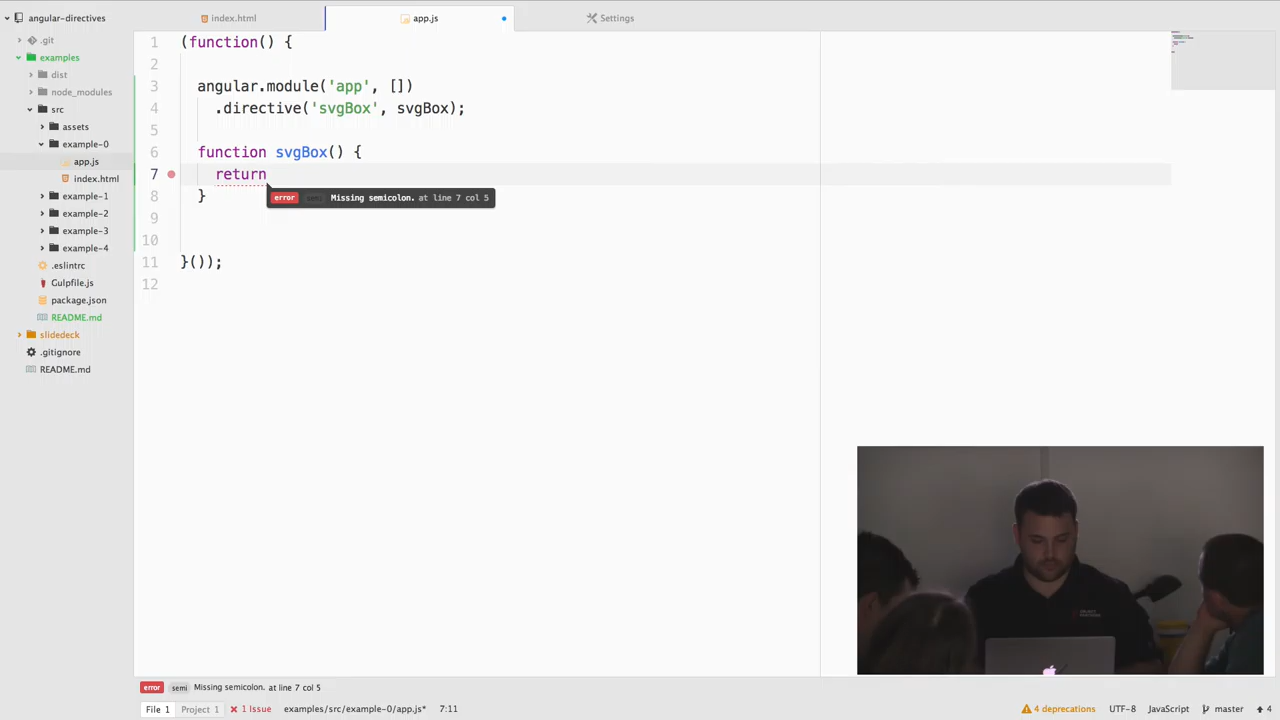 angular-directives
index.html
app.js
Settings
.git
examples
dist
node_modules
src
assets
example-0
app.js
index.html
example-1
example-2
example-3
example-4
.eslintrc
Gulpfile.js
package.json
README.md
slidedeck
.gitignore
README.md
1 (function() {
2
3 angular.module('app', [])
4 .directive('svgBox', svgBox);
5
6 function svgBox() {
7 return
error semi Missing semicolon. at line 7 col 5
8 }
9
10
11 }());
12
error semi Missing semicolon. at line 7 col 5
File 1 Project 1 1 Issue examples/src/example-0/app.js* 7:11 4 deprecations UTF-8 JavaScript master 4